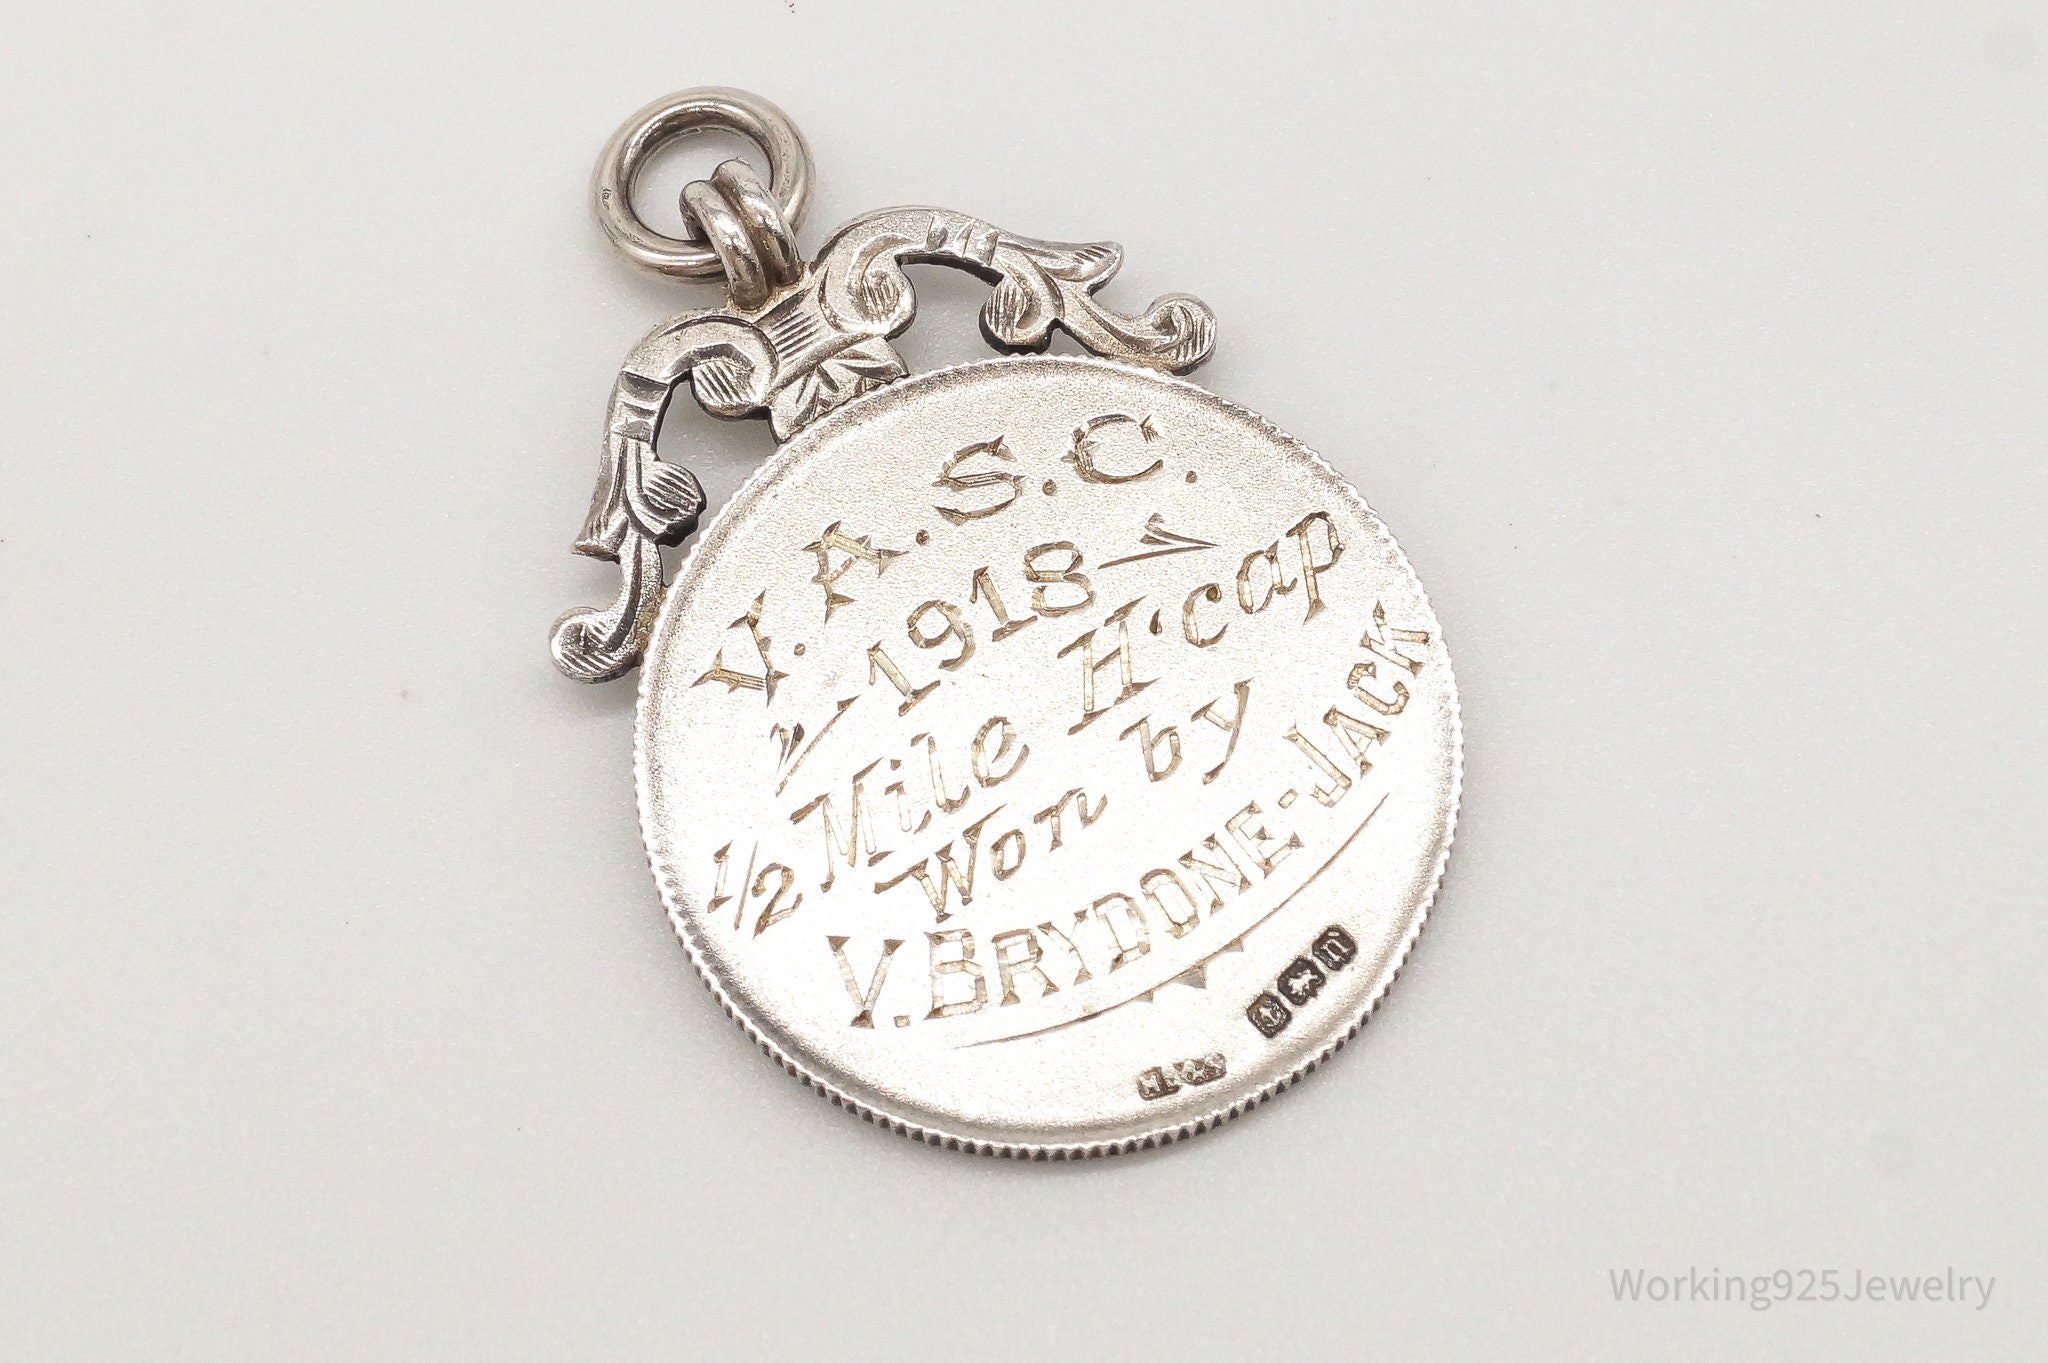 V.A.S.C.
1918
1/2 Mile H'cap
Won by
V. BRYDONE-JACK
Working925Jewelry